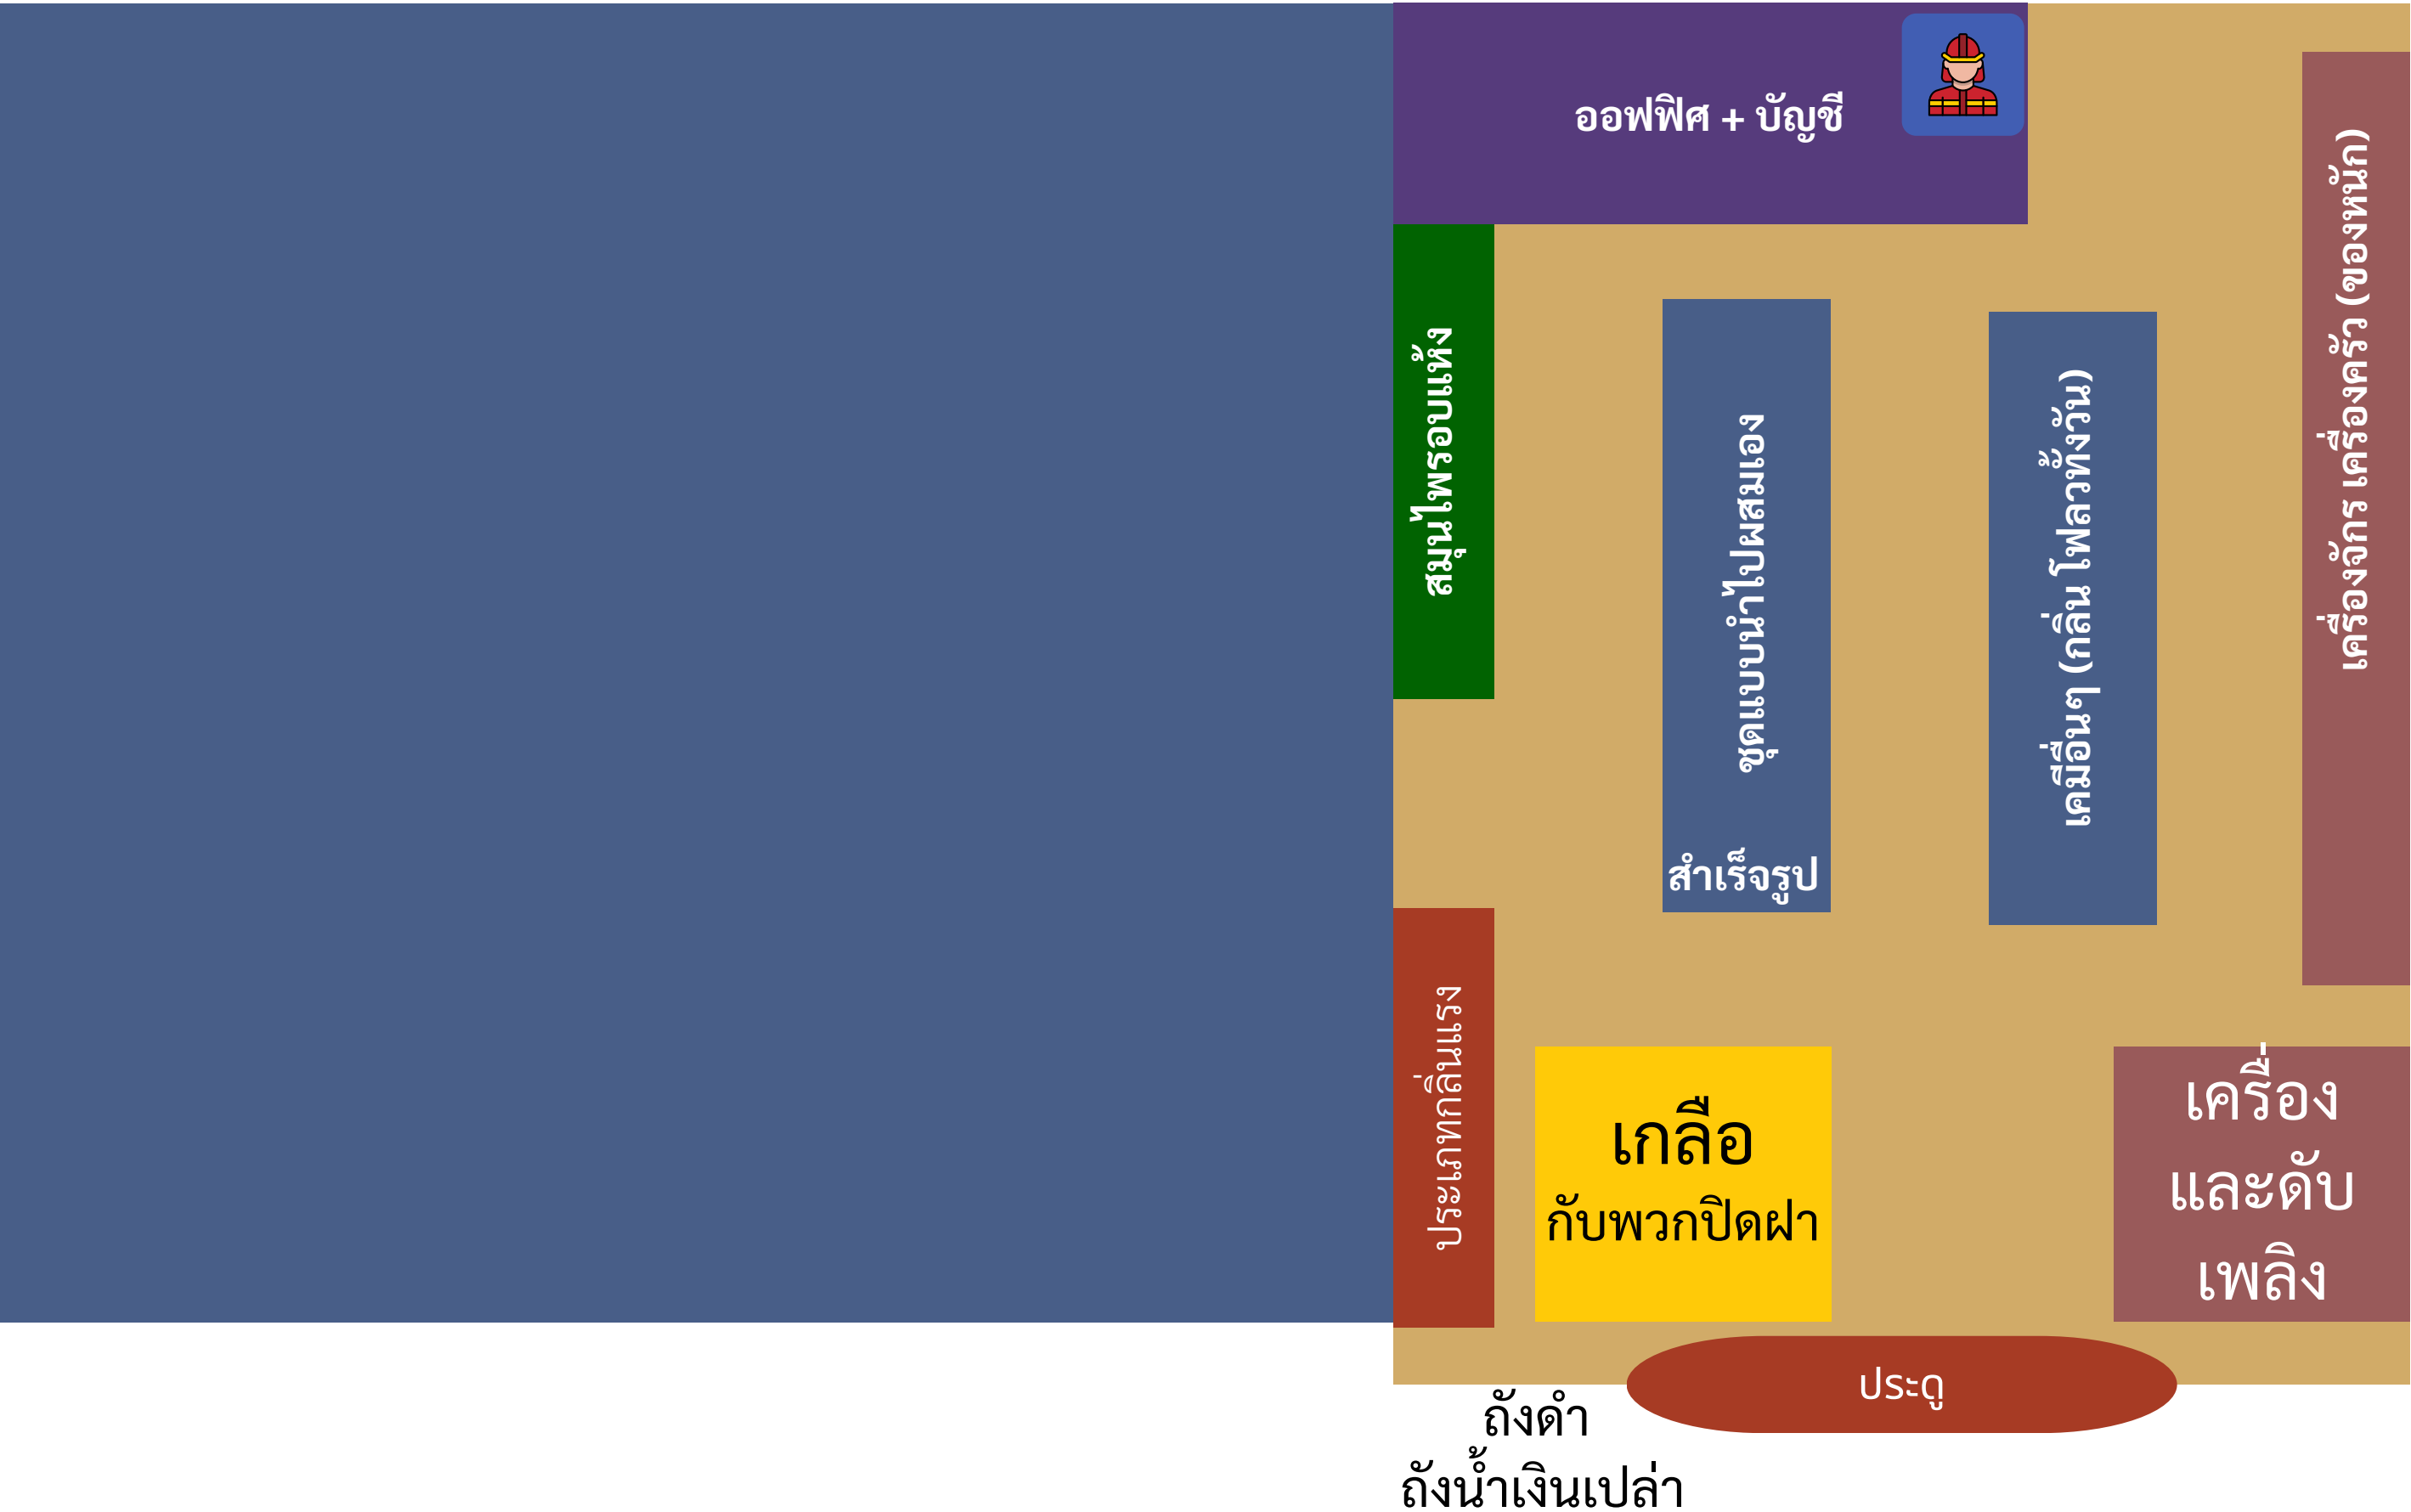 ออฟฟิศ + บัญชี
เครื่องจักร เครื่องครัว (ของหนัก)
สมุนไพรอบแห้ง
ชุดแบบนำไปผสมเอง
เคมีอื่นๆ (กลิ่น โฟลวทั้งวัน)
สำเร็จรูป
ประเภทกลิ่นแรง
เกลือ
กับพวกปิดฝา
เครื่อง
และดับ
เพลิง
ประตู
ถังดำ
ถังน้ำเงินเปล่า